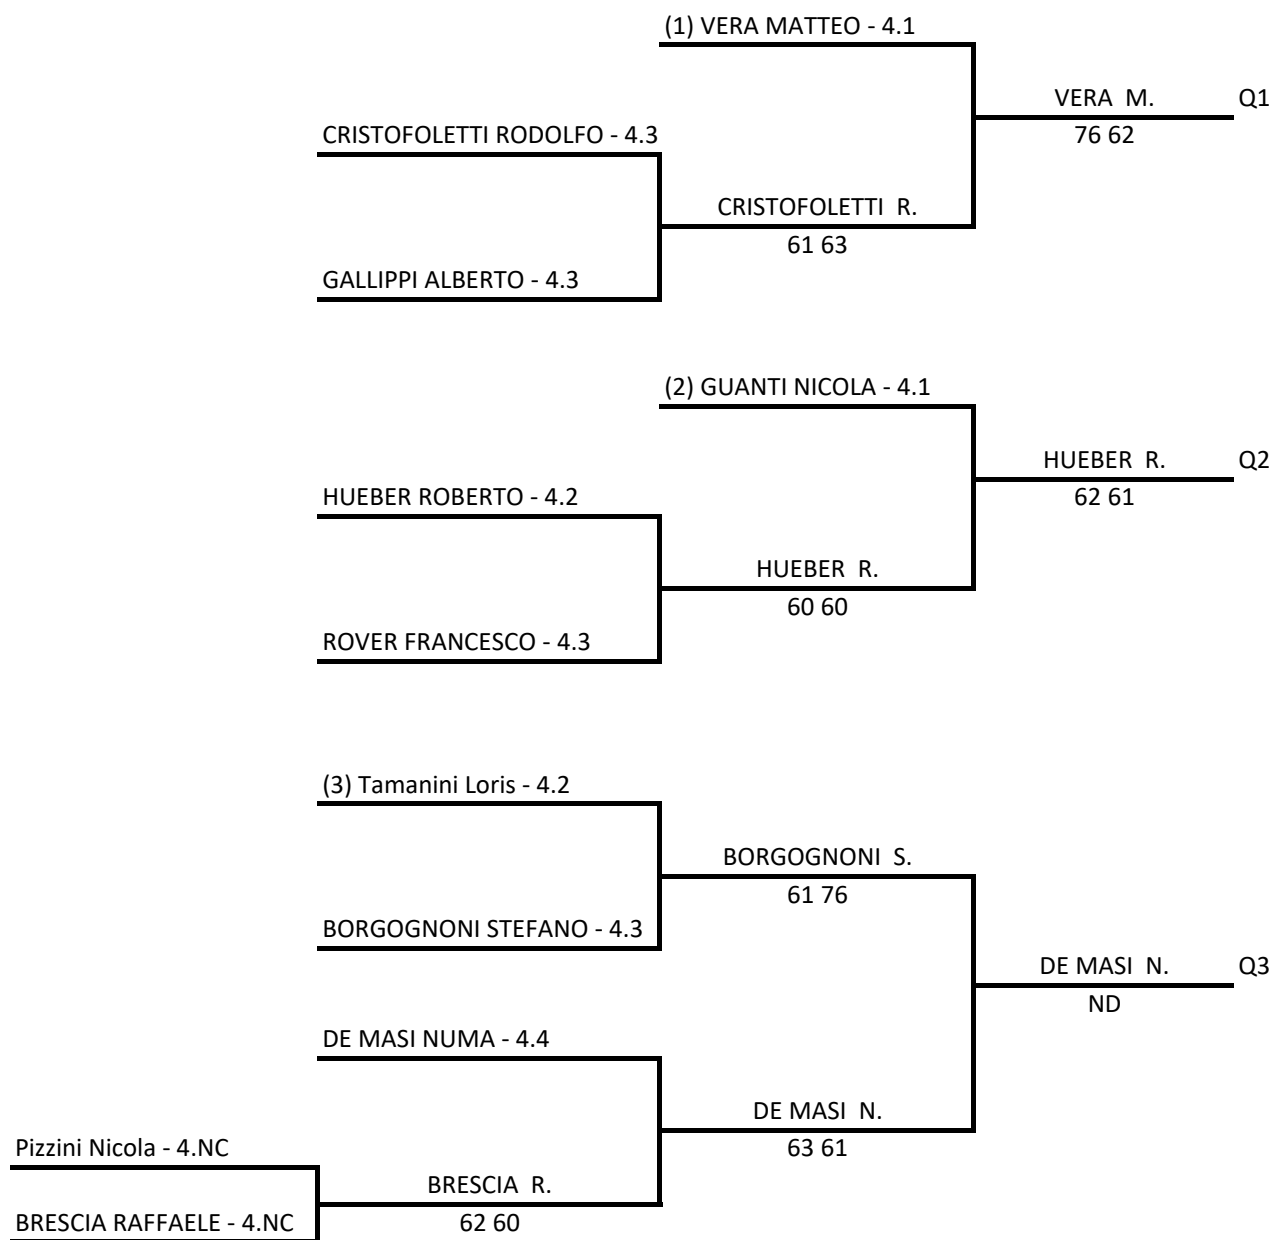 (1) VERA MATTEO - 4.1
VERA M. Q1
76 62
CRISTOFOLETTI RODOLFO - 4.3
CRISTOFOLETTI R.
61 63
GALLIPPI ALBERTO - 4.3
(2) GUANTI NICOLA - 4.1
HUEBER R. Q2
62 61
HUEBER ROBERTO - 4.2
HUEBER R.
60 60
ROVER FRANCESCO - 4.3
(3) Tamanini Loris - 4.2
BORGOGNONI S.
61 76
BORGOGNONI STEFANO - 4.3
DE MASI N. Q3
ND
DE MASI NUMA - 4.4
DE MASI N.
63 61
Pizzini Nicola - 4.NC
BRESCIA R.
62 60
BRESCIA RAFFAELE - 4.NC